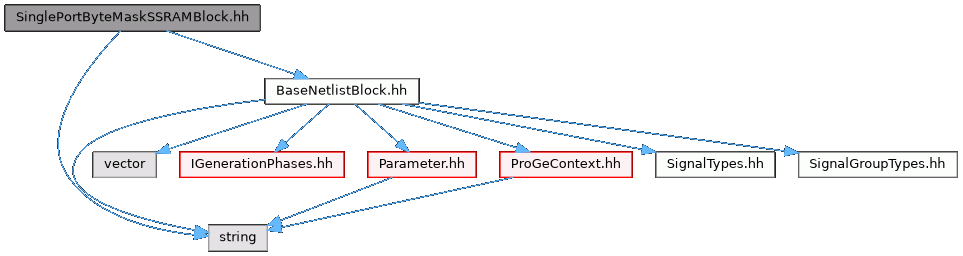 SinglePortByteMaskSSRAMBlock.hh
BaseNetlistBlock.hh
vector
IGenerationPhases.hh
Parameter.hh
ProGeContext.hh
SignalTypes.hh
SignalGroupTypes.hh
string